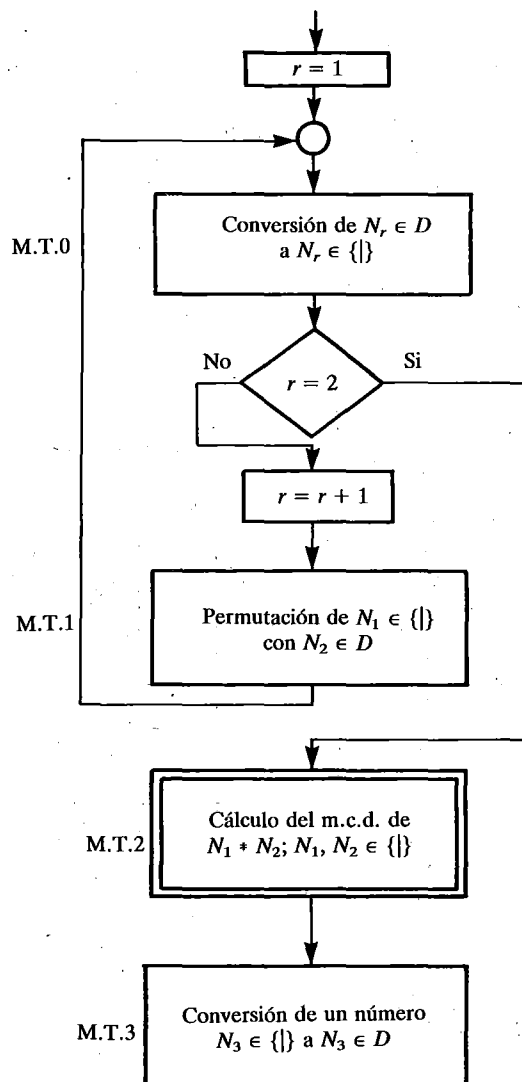 r = 1
M.T.0
Conversión de N_r ∈ D
a N_r ∈ {|}
No
Si
r = 2
r = r + 1
M.T.1
Permutación de N_1 ∈ {|}
con N_2 ∈ D
M.T.2
Cálculo del m.c.d. de
N_1 * N_2; N_1, N_2 ∈ {|}
M.T.3
Conversión de un número
N_3 ∈ {|} a N_3 ∈ D